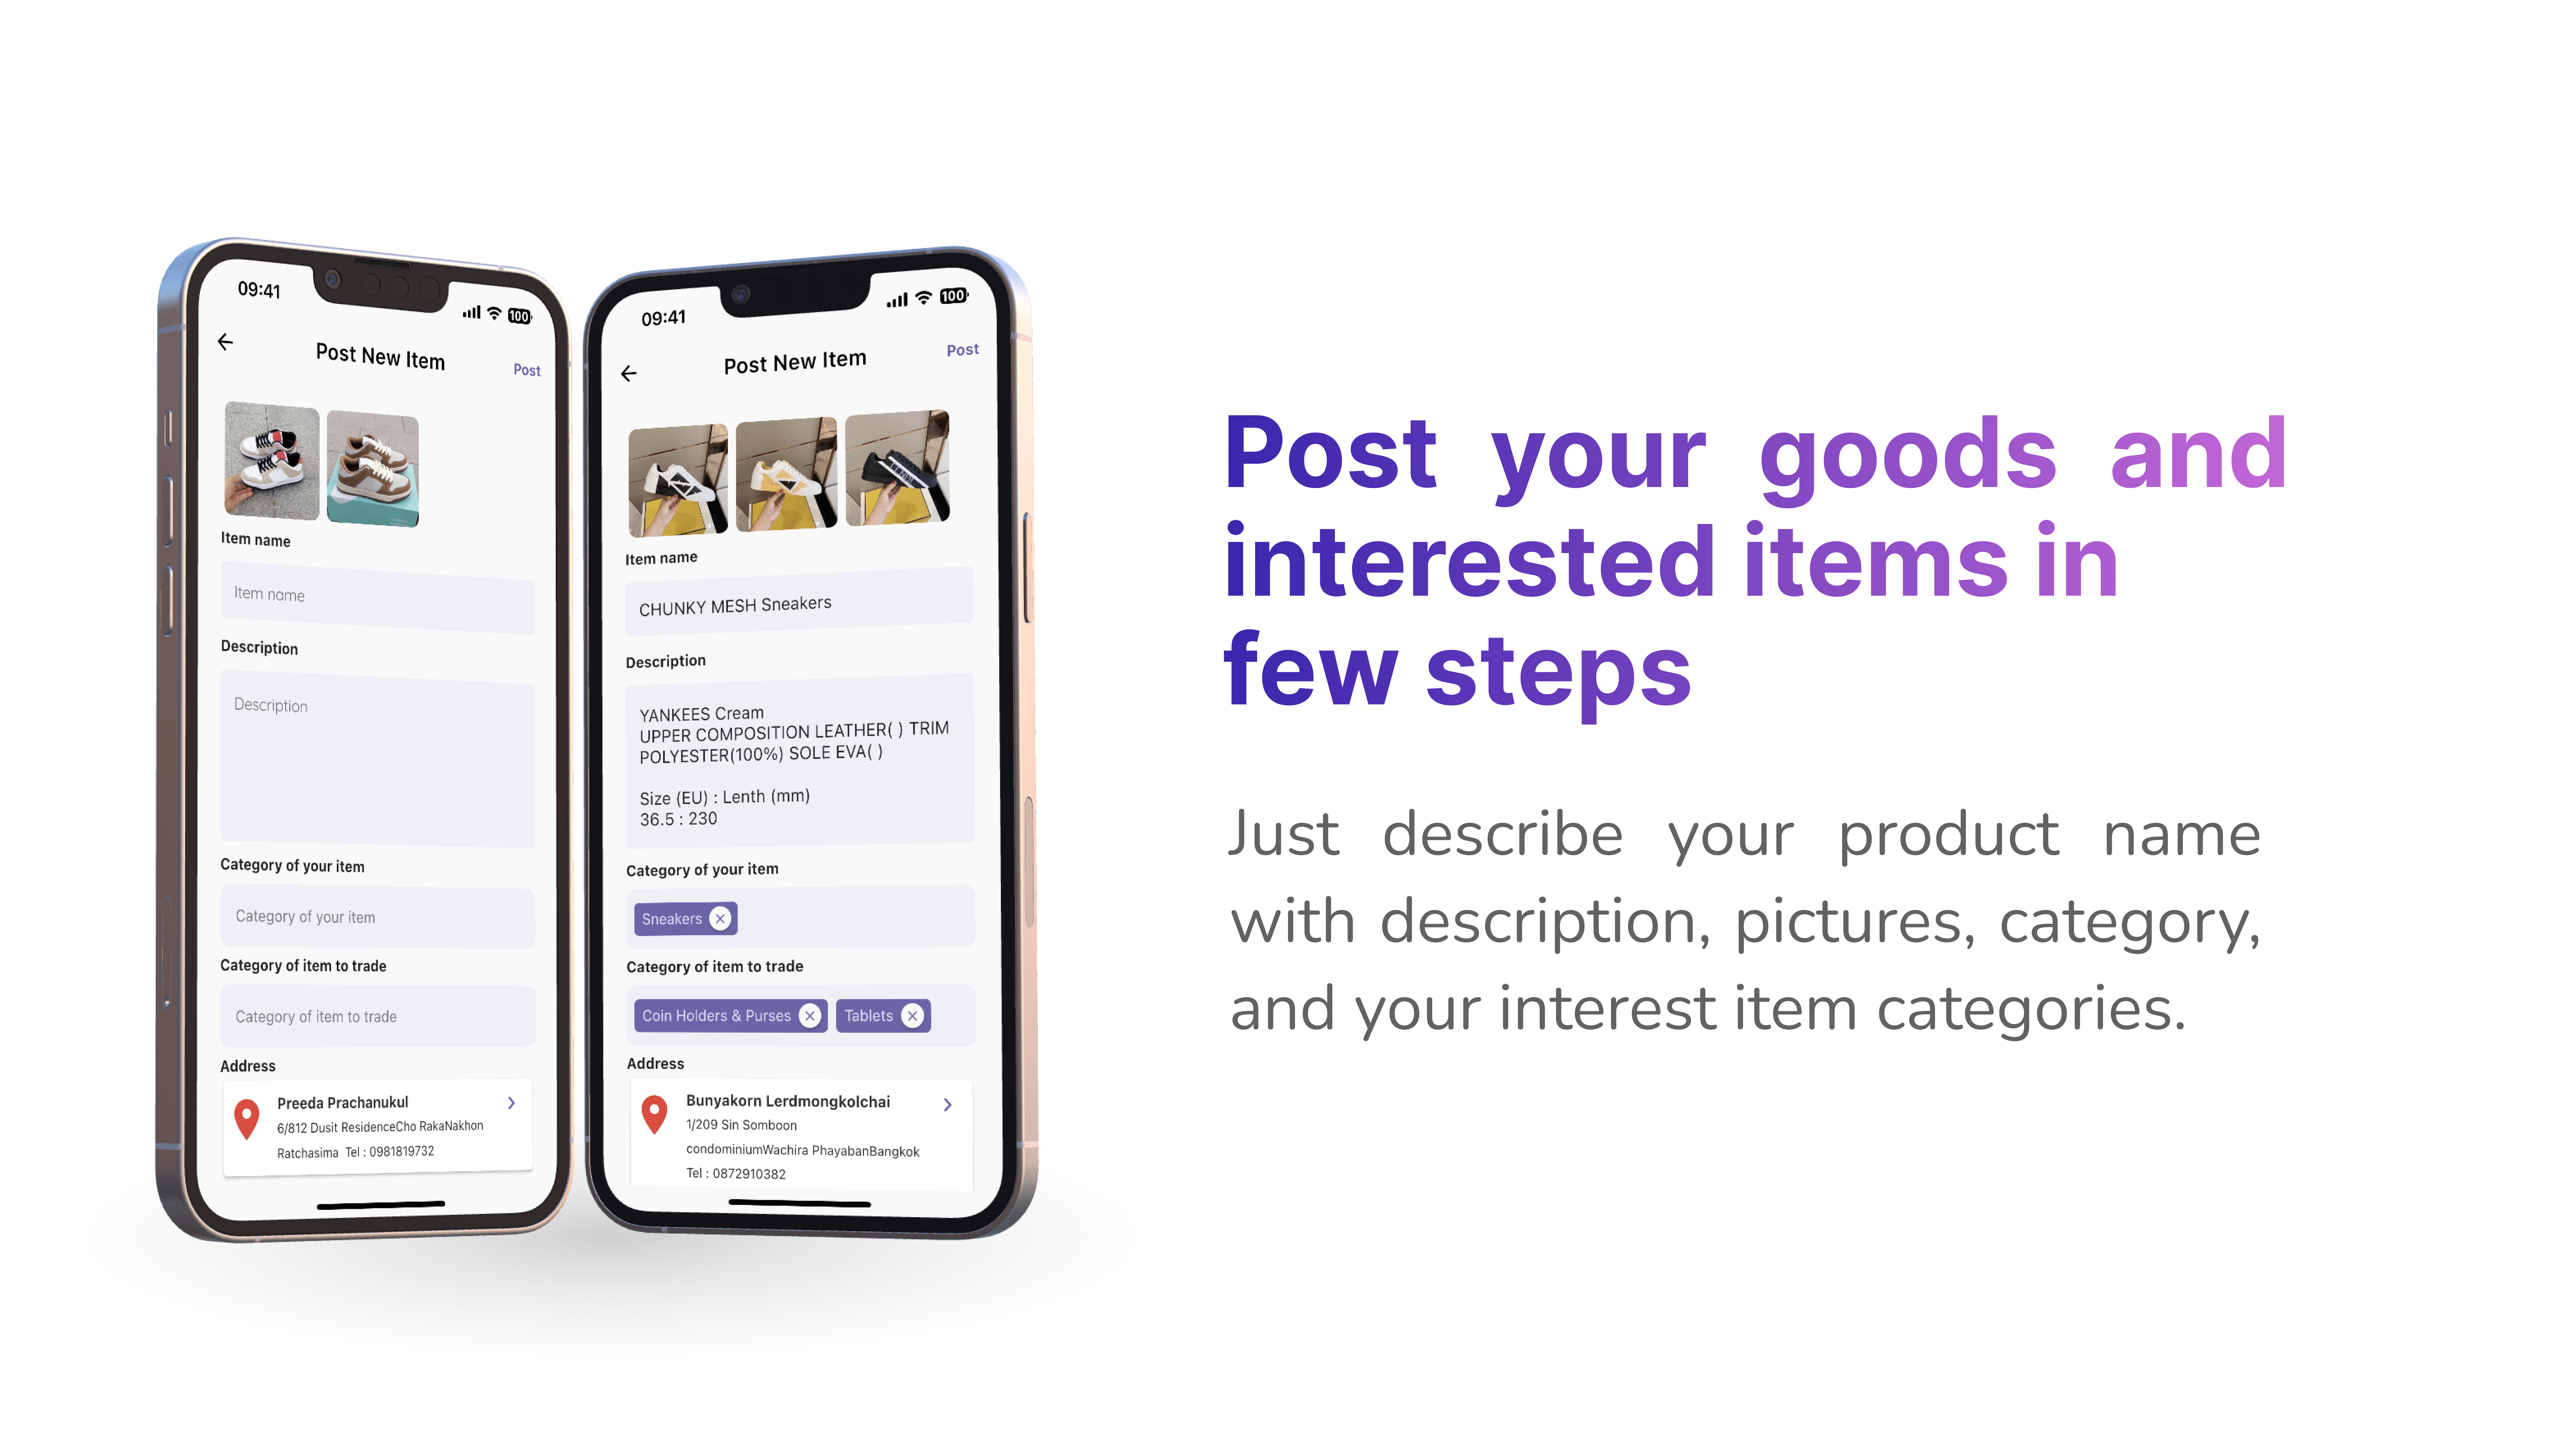 09:41
100
Post New Item
Post
Item name
Item name
Description
Description
Category of your item
Category of your item
Category of item to trade
Category of item to trade
Address
Preeda Prachanukul
6/812 Dusit ResidenceCho RakaNakhon
Ratchasima Tel : 0981819732
09:41
100
Post New Item
Post
Item name
CHUNKY MESH Sneakers
Description
YANKEES Cream
UPPER COMPOSITION LEATHER( ) TRIM
POLYESTER(100%) SOLE EVA( )
Size (EU) : Lenth (mm)
36.5 : 230
Category of your item
Sneakers
Category of item to trade
Coin Holders & Purses Tablets
Address
Bunyakorn Lerdmongkolchai
1/209 Sin Somboon
condominiumWachira PhayabanBangkok
Tel : 0872910382
Post your goods and
interested items in
few steps
Just describe your product name
with description, pictures, category,
and your interest item categories.